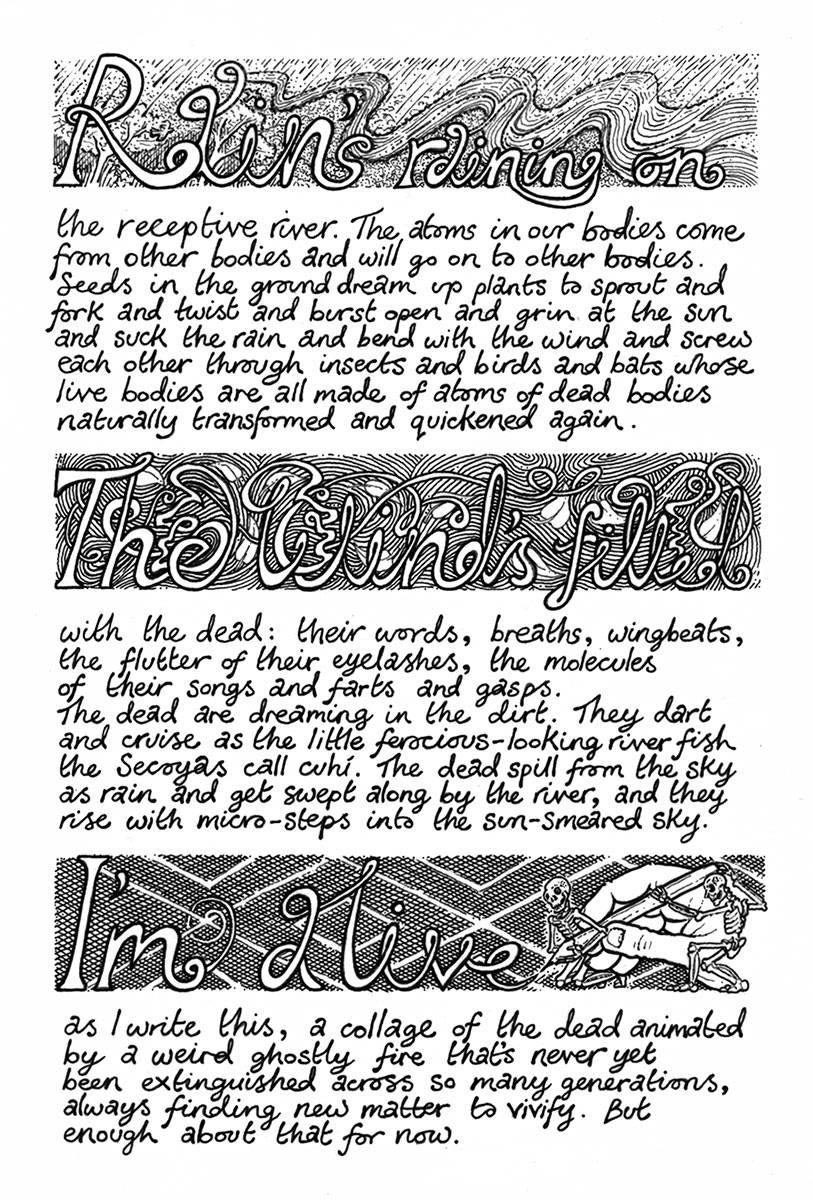 Rain's raining on
the receptive river. The atoms in our bodies come
from other bodies and will go on to other bodies.
Seeds in the ground dream up plants to sprout and
fork and twist and burst open and grin at the sun
and suck the rain and bend with the wind and screw
each other through insects and birds and bats whose
live bodies are all made of atoms of dead bodies
naturally transformed and quickened again.
The Wind's filled
with the dead: their words, breaths, wingbeats,
the flutter of their eyelashes, the molecules
of their songs and farts and gasps.
The dead are dreaming in the dirt. They dart
and cruise as the little ferocious-looking river fish
the Secoyas call cuhí. The dead spill from the sky
as rain and get swept along by the river, and they
rise with micro-steps into the sun-smeared sky.
I'm alive
as I write this, a collage of the dead animated
by a weird ghostly fire that's never yet
been extinguished across so many generations,
always finding new matter to vivify. But
enough about that for now.